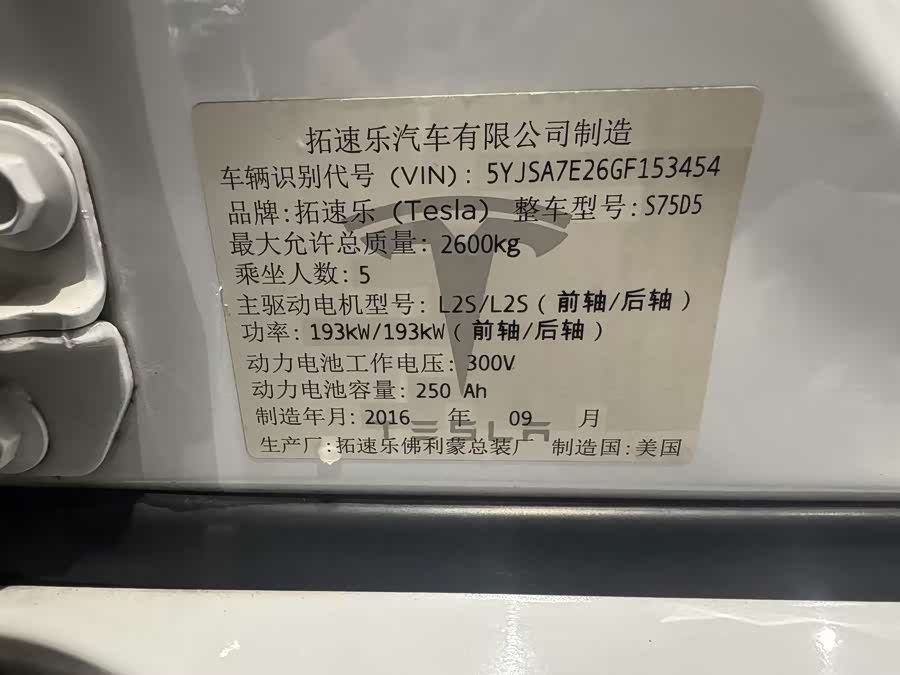 拓速乐汽车有限公司制造
车辆识别代号 (VIN): 5YJSA7E26GF153454
品牌:拓速乐 (Tesla) 整车型号:S75D5
最大允许总质量: 2600kg
乘坐人数: 5
主驱动电机型号: L2S/L2S (前轴/后轴)
功率: 193kW/193kW (前轴/后轴)
动力电池工作电压: 300V
动力电池容量: 250 Ah
制造年月: 2016 年 09 月
TESLA
生产厂:拓速乐佛利蒙总装厂 制造国:美国